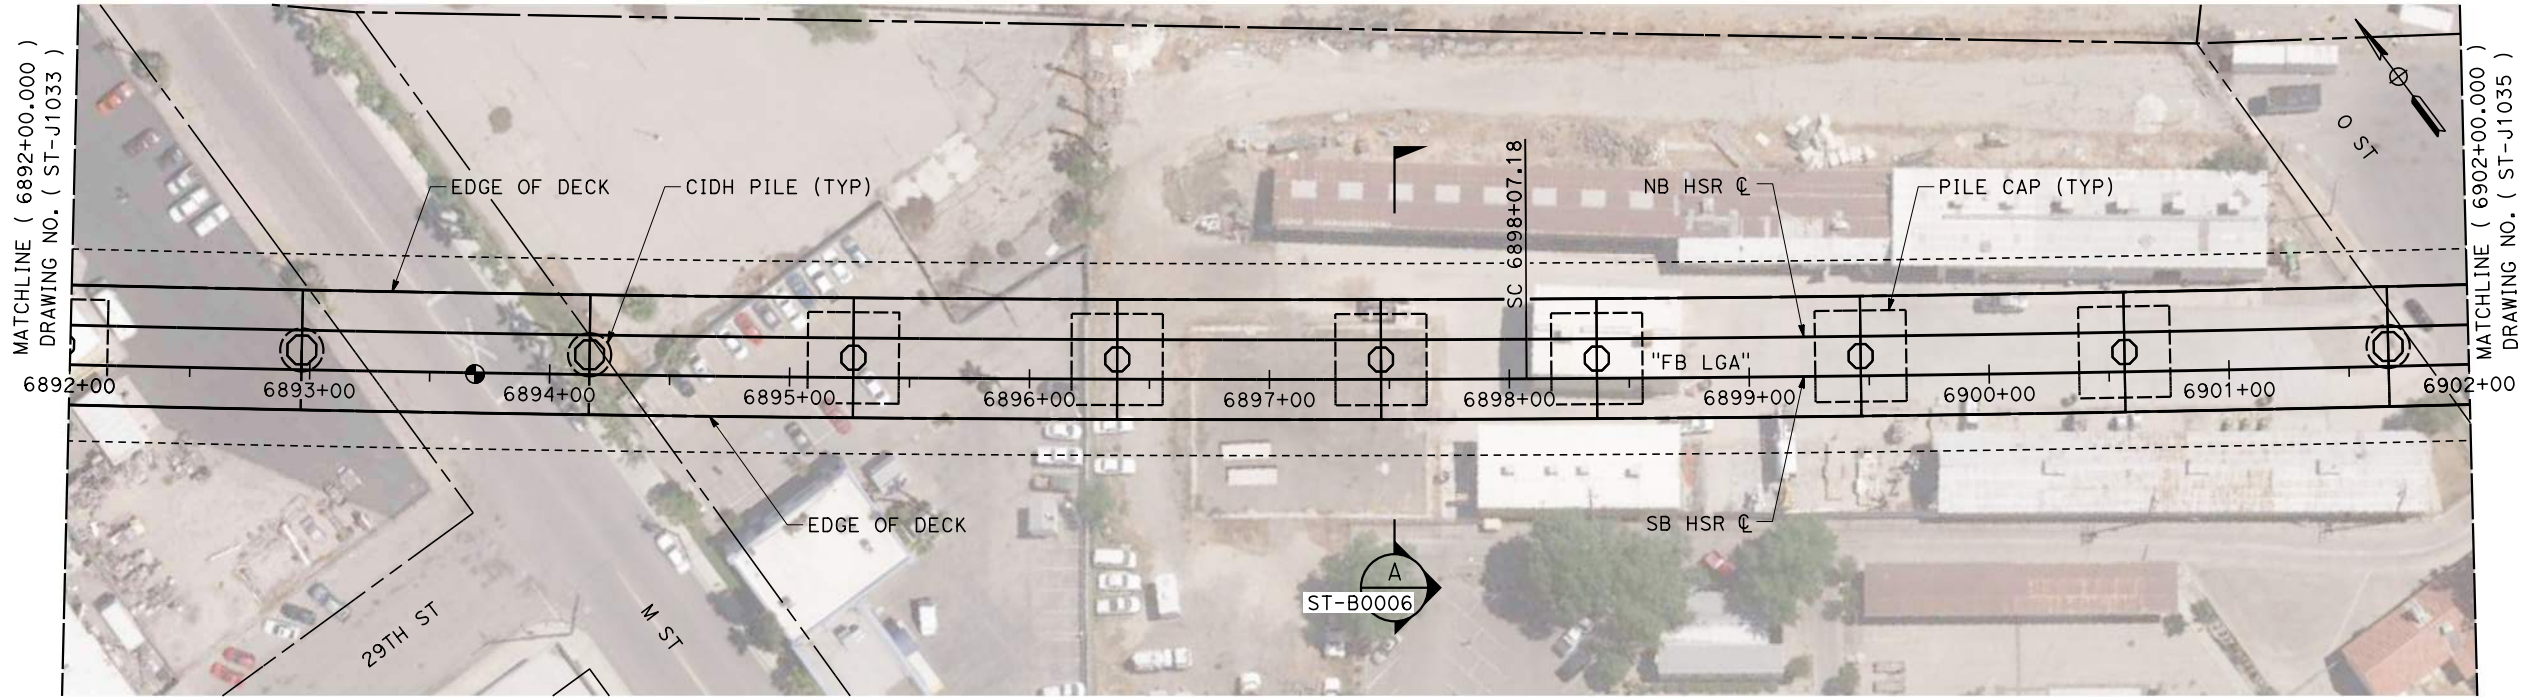 MATCHLINE ( 6892+00.000 )
DRAWING NO. ( ST-J1033 )
EDGE OF DECK
CIDH PILE (TYP)
SC 6898+07.18
NB HSR ℄
PILE CAP (TYP)
O ST
MATCHLINE ( 6902+00.000 )
DRAWING NO. ( ST-J1035 )
"FB LGA"
6892+00
6893+00
6894+00
6895+00
6896+00
6897+00
6898+00
6899+00
6900+00
6901+00
6902+00
EDGE OF DECK
SB HSR ℄
29TH ST
M ST
A
ST-B0006